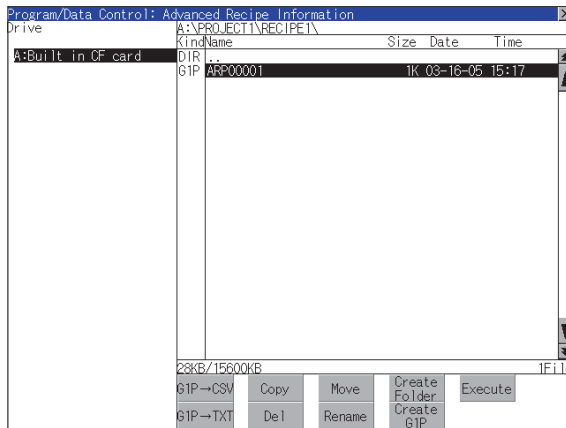 Program/Data Control: Advanced Recipe Information
Drive
A:\PROJECT1\RECIPE1\
Kind Name Size Date Time
A:Built in CF card
DIR ..
G1P ARP00001 1K 03-16-05 15:17
28KB/15600KB 1Fil
G1P→CSV Copy Move Create Folder Execute
G1P→TXT Del Rename Create G1P